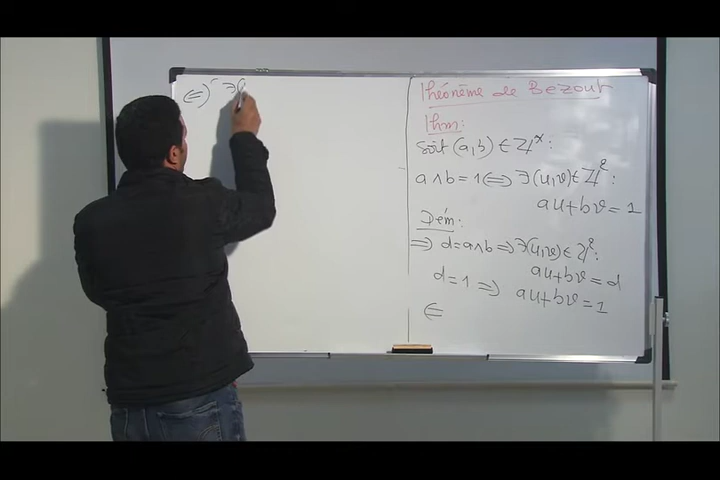 (⇐) ∃(
Théorème de Bezout
Thm:
Soit (a,b) ∈ ℤ*:
a∧b = 1 ⇔ ∃(u,v) ∈ ℤ²:
au+bv = 1
Dém:
⇒ d=a∧b ⇒ ∃(u,v) ∈ ℤ²:
au+bv = d
d=1 ⇒ au+bv = 1
⇐